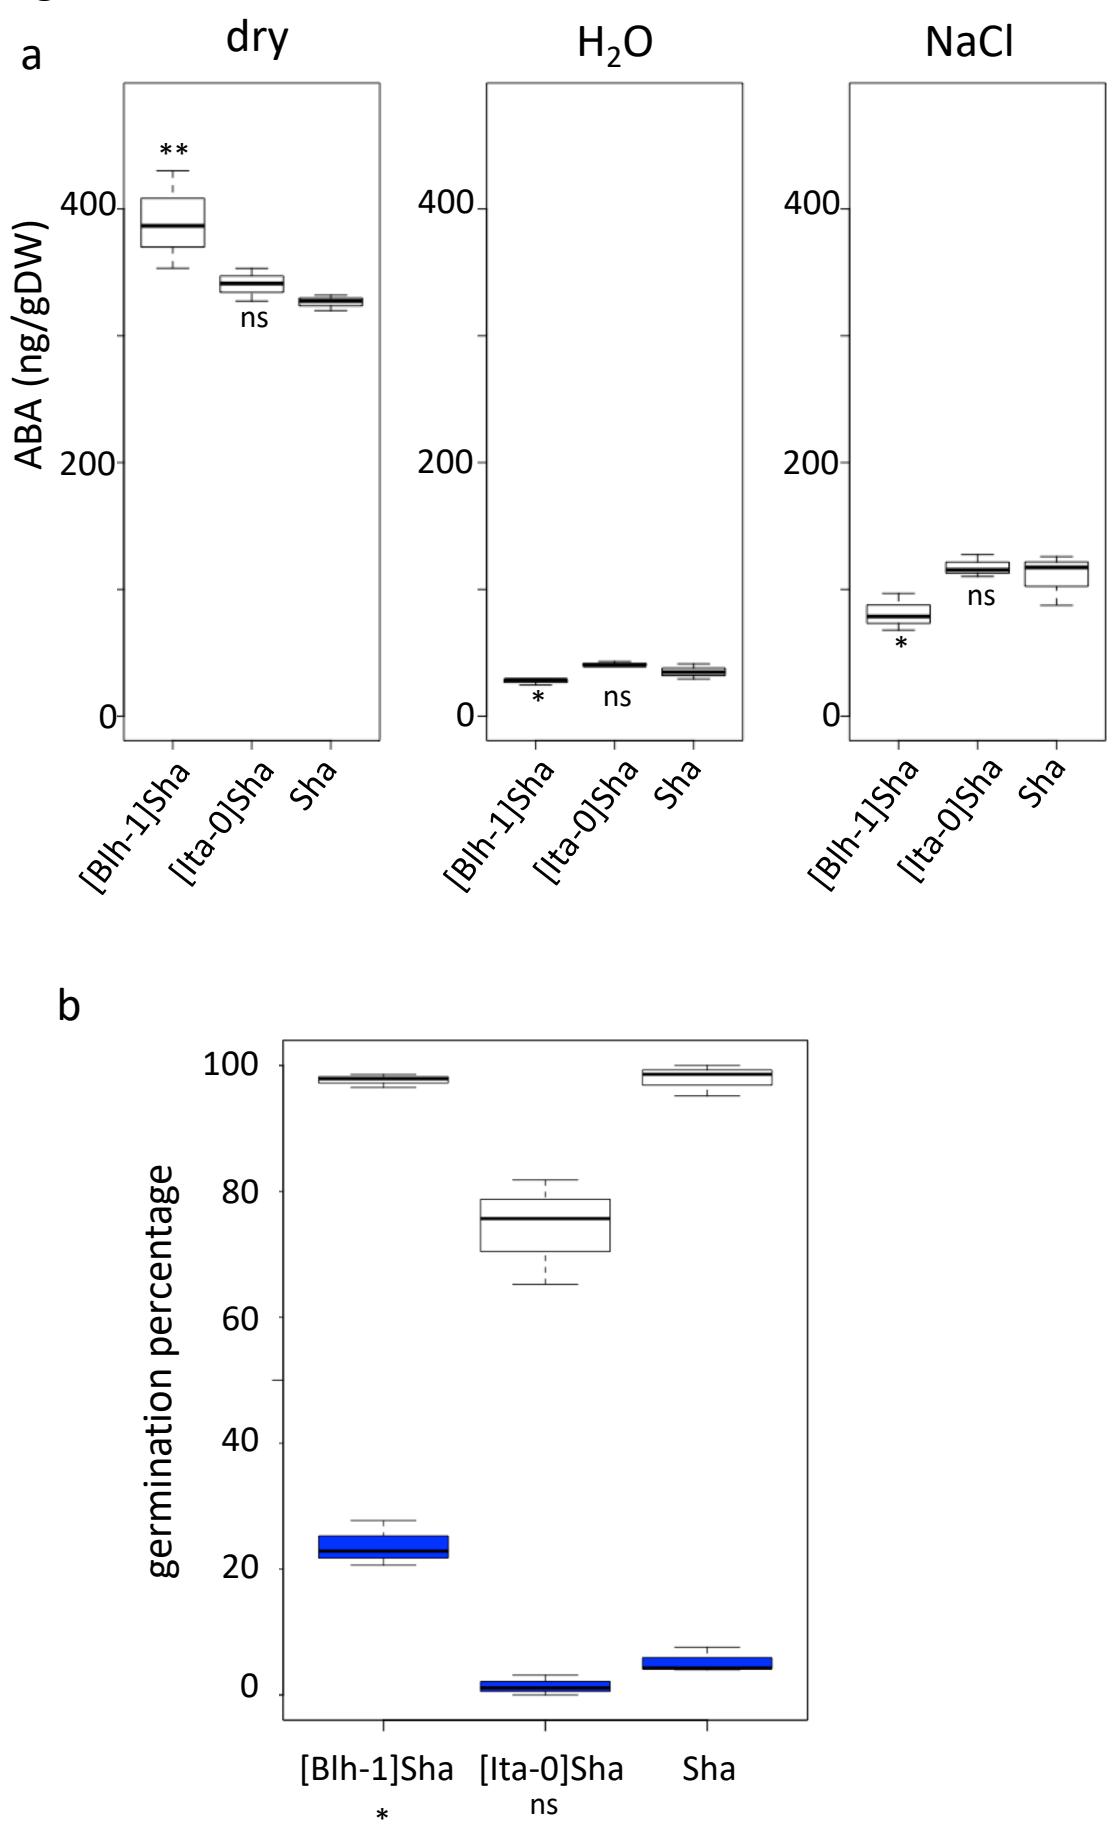 a
dry
H₂O
NaCl
ABA (ng/gDW)
400
200
0
**
ns
[Blh-1]Sha
[Ita-0]Sha
Sha
400
200
0
*
ns
[Blh-1]Sha
[Ita-0]Sha
Sha
400
200
0
*
ns
[Blh-1]Sha
[Ita-0]Sha
Sha
b
germination percentage
100
80
60
40
20
0
[Blh-1]Sha
[Ita-0]Sha
Sha
*
ns